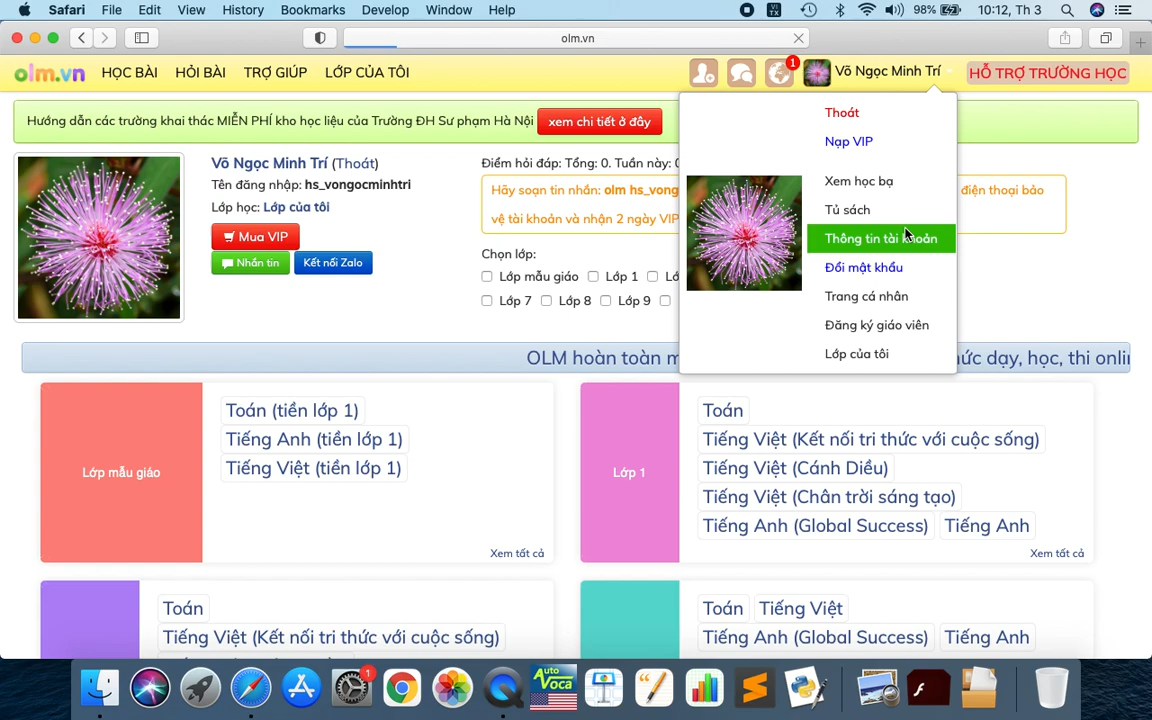 Safari File Edit View History Bookmarks Develop Window Help VI TX 98% 10:12, Th 3
olm.vn
olm.vn HỌC BÀI HỎI BÀI TRỢ GIÚP LỚP CỦA TÔI 1 Võ Ngọc Minh Trí HỖ TRỢ TRƯỜNG HỌC
Hướng dẫn các trường khai thác MIỄN PHÍ kho học liệu của Trường ĐH Sư phạm Hà Nội xem chi tiết ở đây
Thoát
Nạp VIP
Xem học bạ
Tủ sách
Thông tin tài khoản
Đổi mật khẩu
Trang cá nhân
Đăng ký giáo viên
Lớp của tôi
Võ Ngọc Minh Trí (Thoát)
Tên đăng nhập: hs_vongocminhtri
Lớp học: Lớp của tôi
Mua VIP
Nhắn tin Kết nối Zalo
Điểm hỏi đáp: Tổng: 0. Tuần này: 0
Hãy soạn tin nhắn: olm hs_vong điện thoại bảo
vệ tài khoản và nhận 2 ngày VIP
Chọn lớp:
Lớp mẫu giáo Lớp 1
Lớp 7 Lớp 8 Lớp 9
OLM hoàn toàn m ức dạy, học, thi onli
Lớp mẫu giáo
Toán (tiền lớp 1)
Tiếng Anh (tiền lớp 1)
Tiếng Việt (tiền lớp 1)
Xem tất cả
Lớp 1
Toán
Tiếng Việt (Kết nối tri thức với cuộc sống)
Tiếng Việt (Cánh Diều)
Tiếng Việt (Chân trời sáng tạo)
Tiếng Anh (Global Success) Tiếng Anh
Xem tất cả
Toán
Tiếng Việt (Kết nối tri thức với cuộc sống)
Toán Tiếng Việt
Tiếng Anh (Global Success) Tiếng Anh
1
Auto
Voca